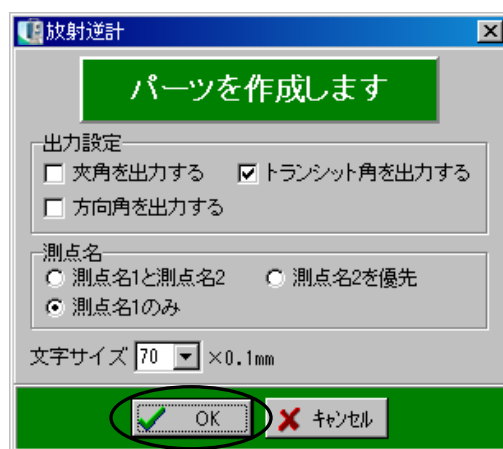 放射逆計
パーツを作成します
出力設定
夾角を出力する トランシット角を出力する
方向角を出力する
測点名
測点名1と測点名2 測点名2を優先
測点名1のみ
文字サイズ 70 ×0.1mm
OK ｷｬﾝｾﾙ